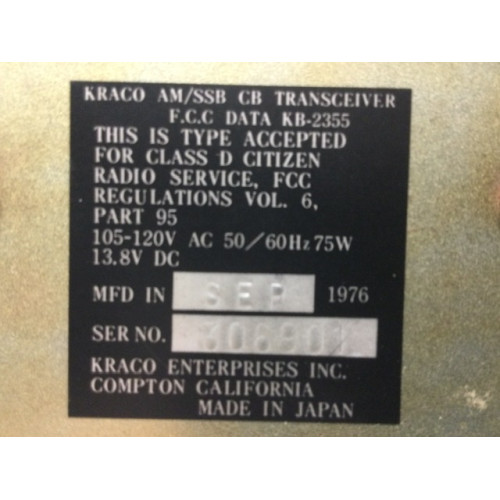 KRACO AM/SSB CB TRANSCEIVER
F.C.C DATA KB-2355
THIS IS TYPE ACCEPTED
FOR CLASS D CITIZEN
RADIO SERVICE, FCC
REGULATIONS VOL. 6,
PART 95
105-120V AC 50/60Hz 75W
13.8V DC
MFD IN SEP 1976
SER NO.
KRACO ENTERPRISES INC.
COMPTON CALIFORNIA
MADE IN JAPAN